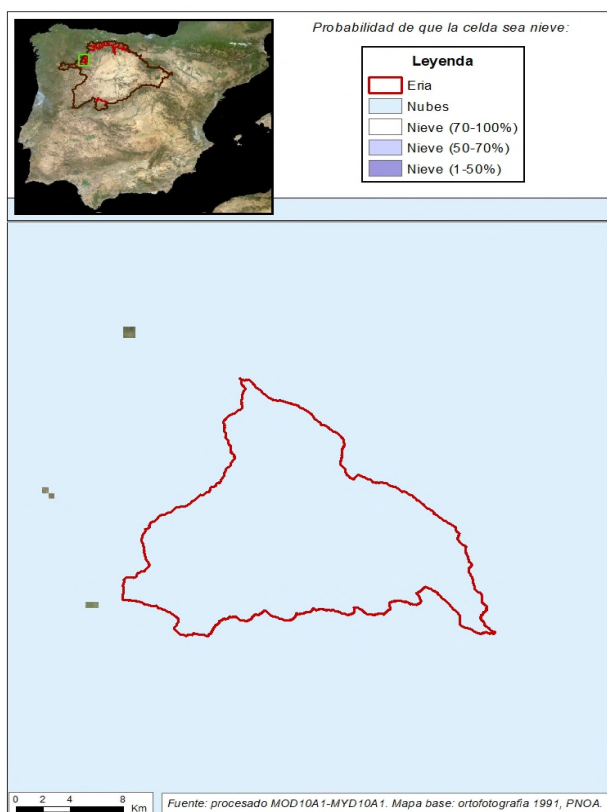 Probabilidad de que la celda sea nieve:
Leyenda
Eria
Nubes
Nieve (70-100%)
Nieve (50-70%)
Nieve (1-50%)
0 2 4 8
Km
Fuente: procesado MOD10A1-MYD10A1. Mapa base: ortofotografia 1991, PNOA